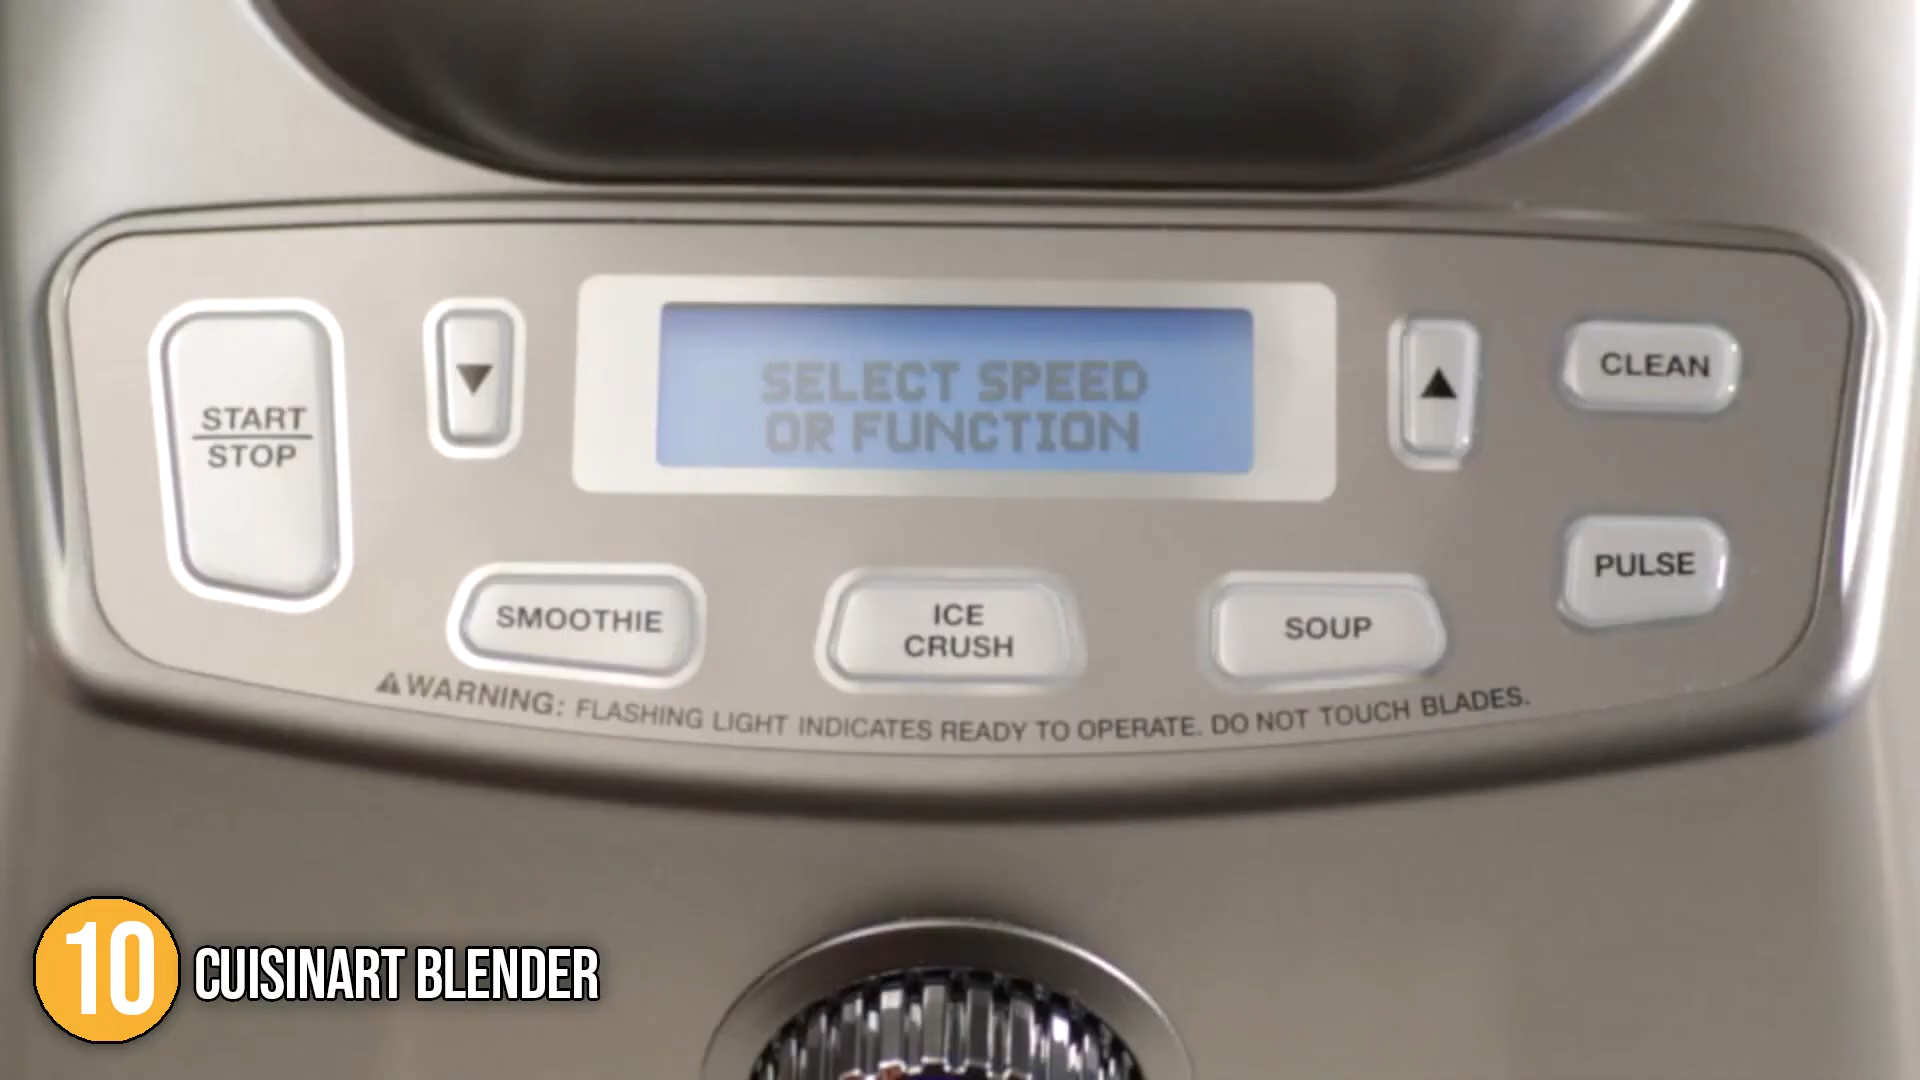 START
STOP
▼
SELECT SPEED
OR FUNCTION
▲
CLEAN
PULSE
SMOOTHIE
ICE
CRUSH
SOUP
⚠WARNING: FLASHING LIGHT INDICATES READY TO OPERATE. DO NOT TOUCH BLADES.
10 CUISINART BLENDER